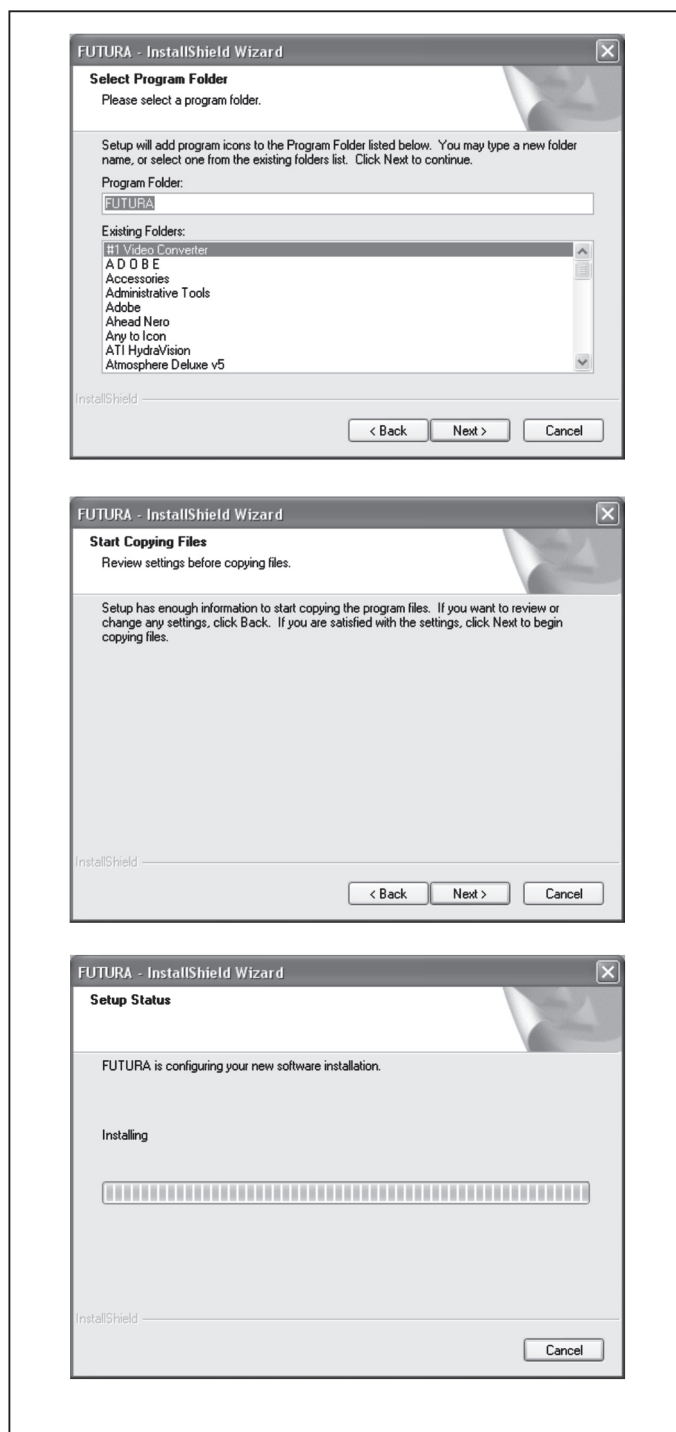 FUTURA - InstallShield Wizard
Select Program Folder
Please select a program folder.
Setup will add program icons to the Program Folder listed below. You may type a new folder
name, or select one from the existing folders list. Click Next to continue.
Program Folder:
FUTURA
Existing Folders:
#1 Video Converter
A D O B E
Accessories
Administrative Tools
Adobe
Ahead Nero
Any to Icon
ATI HydraVision
Atmosphere Deluxe v5
InstallShield
< Back Next > Cancel
FUTURA - InstallShield Wizard
Start Copying Files
Review settings before copying files.
Setup has enough information to start copying the program files. If you want to review or
change any settings, click Back. If you are satisfied with the settings, click Next to begin
copying files.
InstallShield
< Back Next > Cancel
FUTURA - InstallShield Wizard
Setup Status
FUTURA is configuring your new software installation.
Installing
InstallShield
Cancel